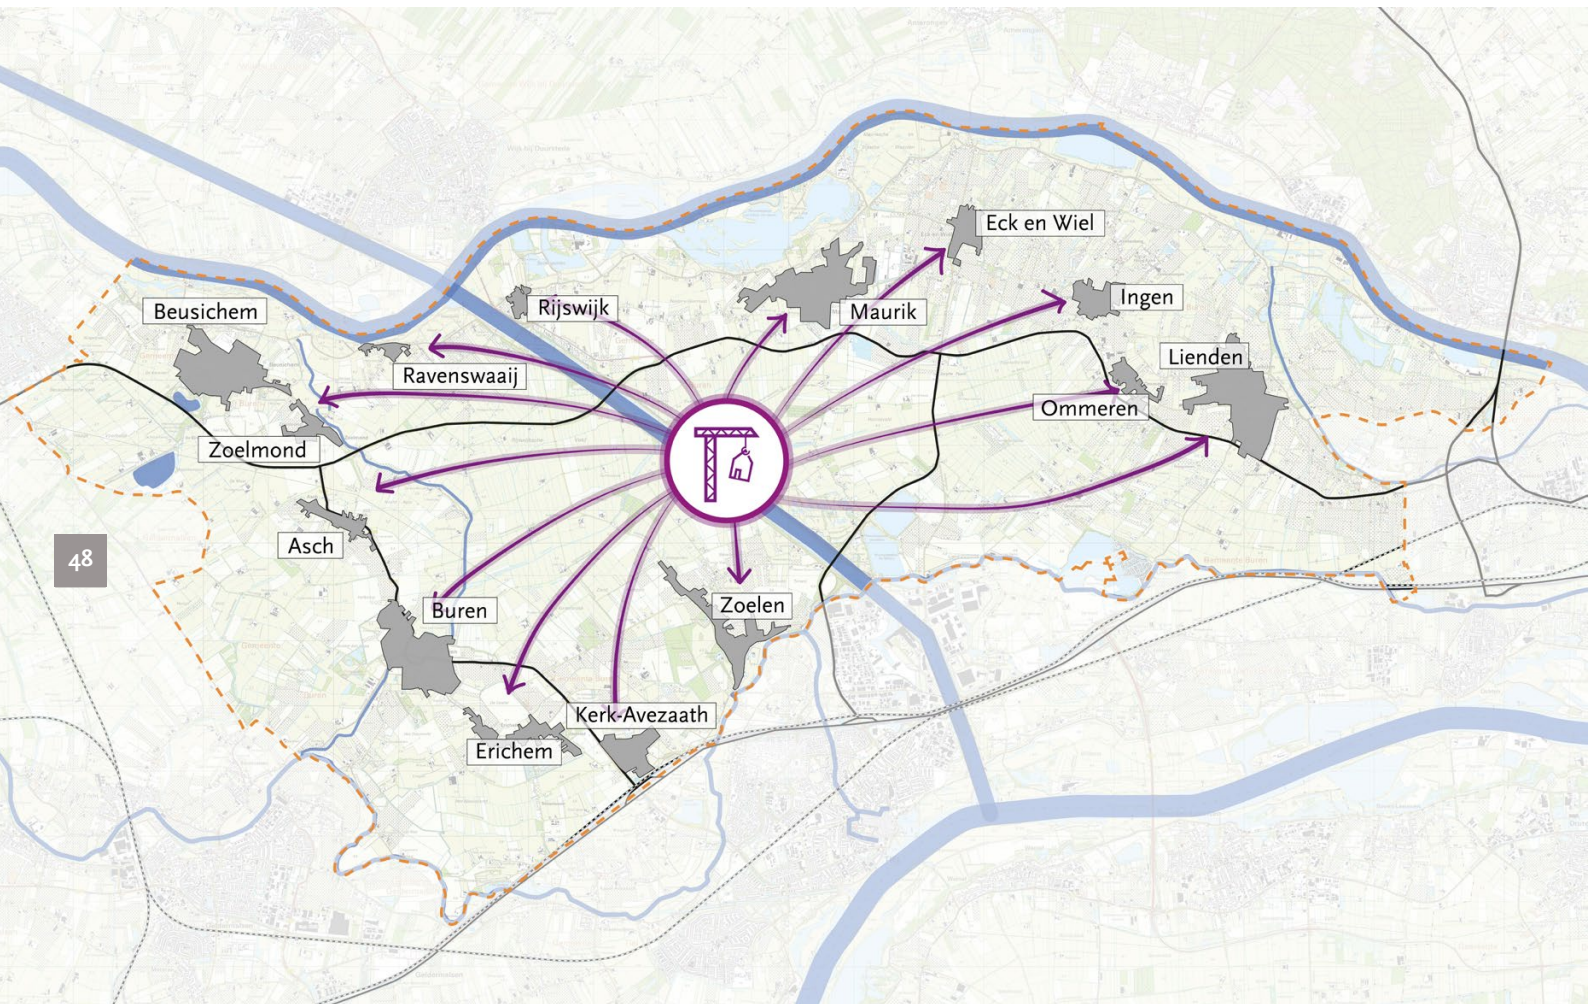 Eck en Wiel
Beusichem
Rijswijk
Maurik
Ingen
Ravenswaaij
Lienden
Zoelmond
Ommeren
Asch
48
Buren
Zoelen
Kerk-Avezaath
Erichem